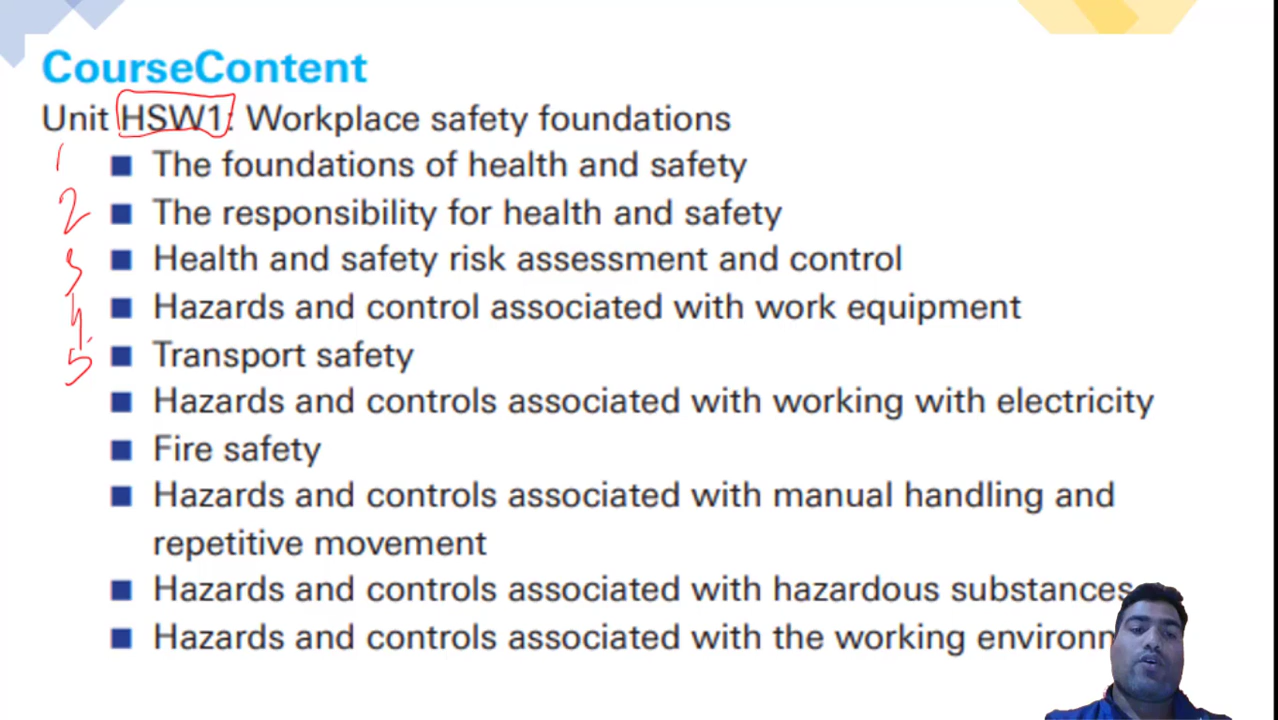 CourseContent
Unit HSW1: Workplace safety foundations
1 ■ The foundations of health and safety
2 ■ The responsibility for health and safety
3 ■ Health and safety risk assessment and control
4. ■ Hazards and control associated with work equipment
5 ■ Transport safety
■ Hazards and controls associated with working with electricity
■ Fire safety
■ Hazards and controls associated with manual handling and
repetitive movement
■ Hazards and controls associated with hazardous substances
■ Hazards and controls associated with the working